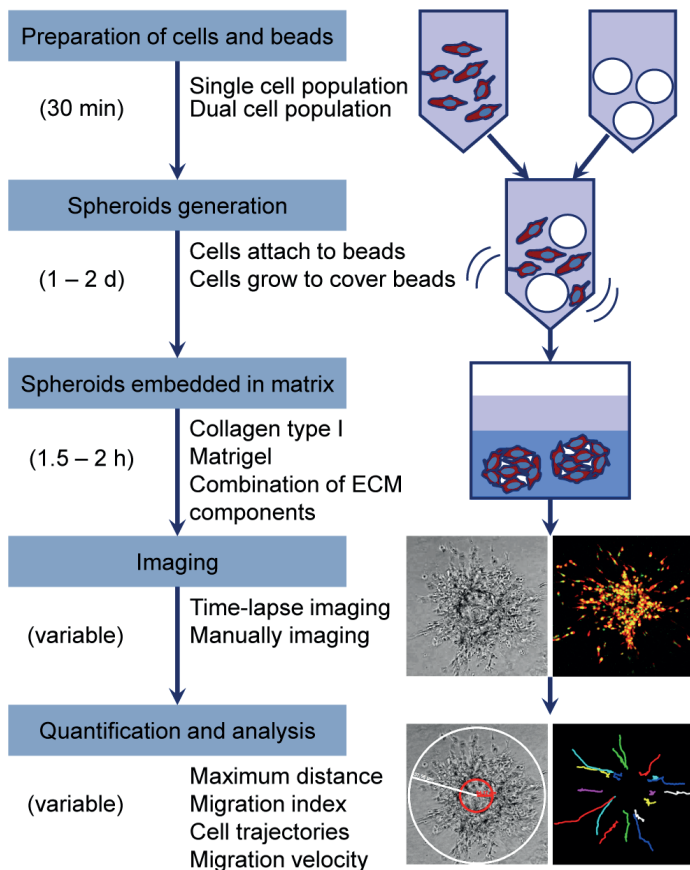 Preparation of cells and beads
(30 min)
Single cell population
Dual cell population
Spheroids generation
(1 – 2 d)
Cells attach to beads
Cells grow to cover beads
Spheroids embedded in matrix
(1.5 – 2 h)
Collagen type I
Matrigel
Combination of ECM
components
Imaging
(variable)
Time-lapse imaging
Manually imaging
Quantification and analysis
(variable)
Maximum distance
Migration index
Cell trajectories
Migration velocity